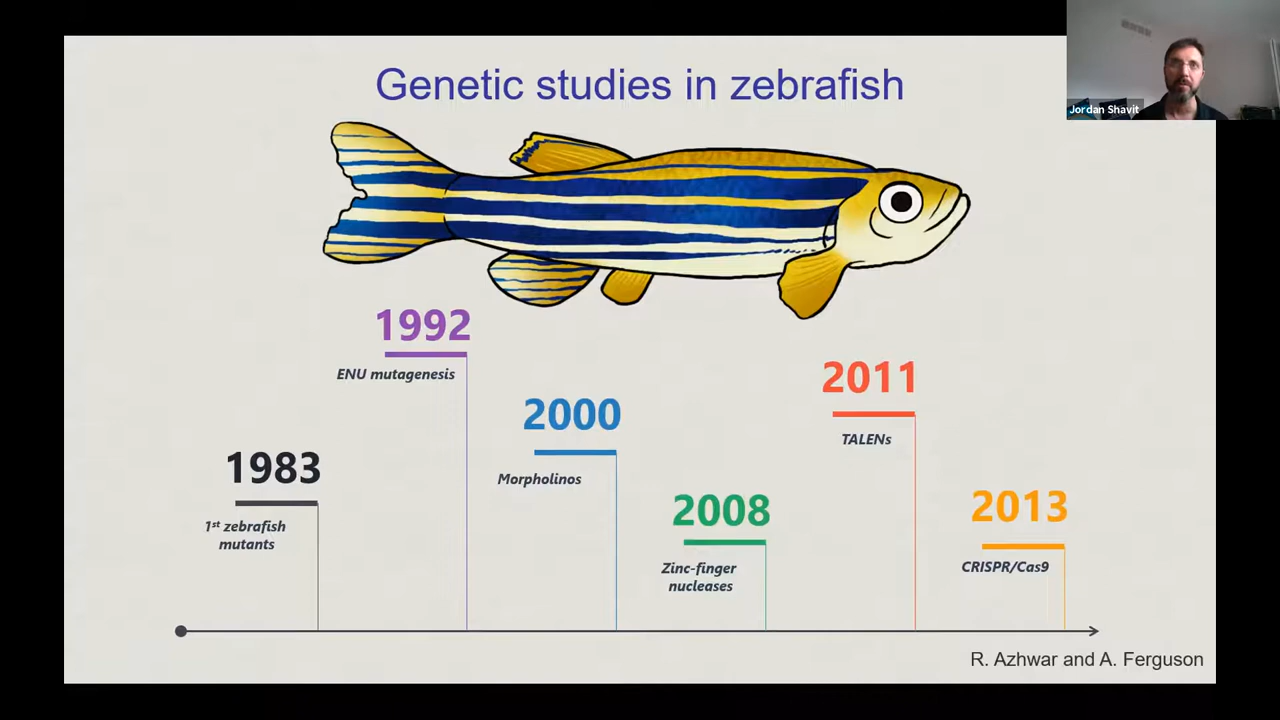 Genetic studies in zebrafish
Jordan Shavit
1992
ENU mutagenesis
2011
2000
TALENs
1983
Morpholinos
2008
2013
1st zebrafish
mutants
Zinc-finger
nucleases
CRISPR/Cas9
R. Azhwar and A. Ferguson